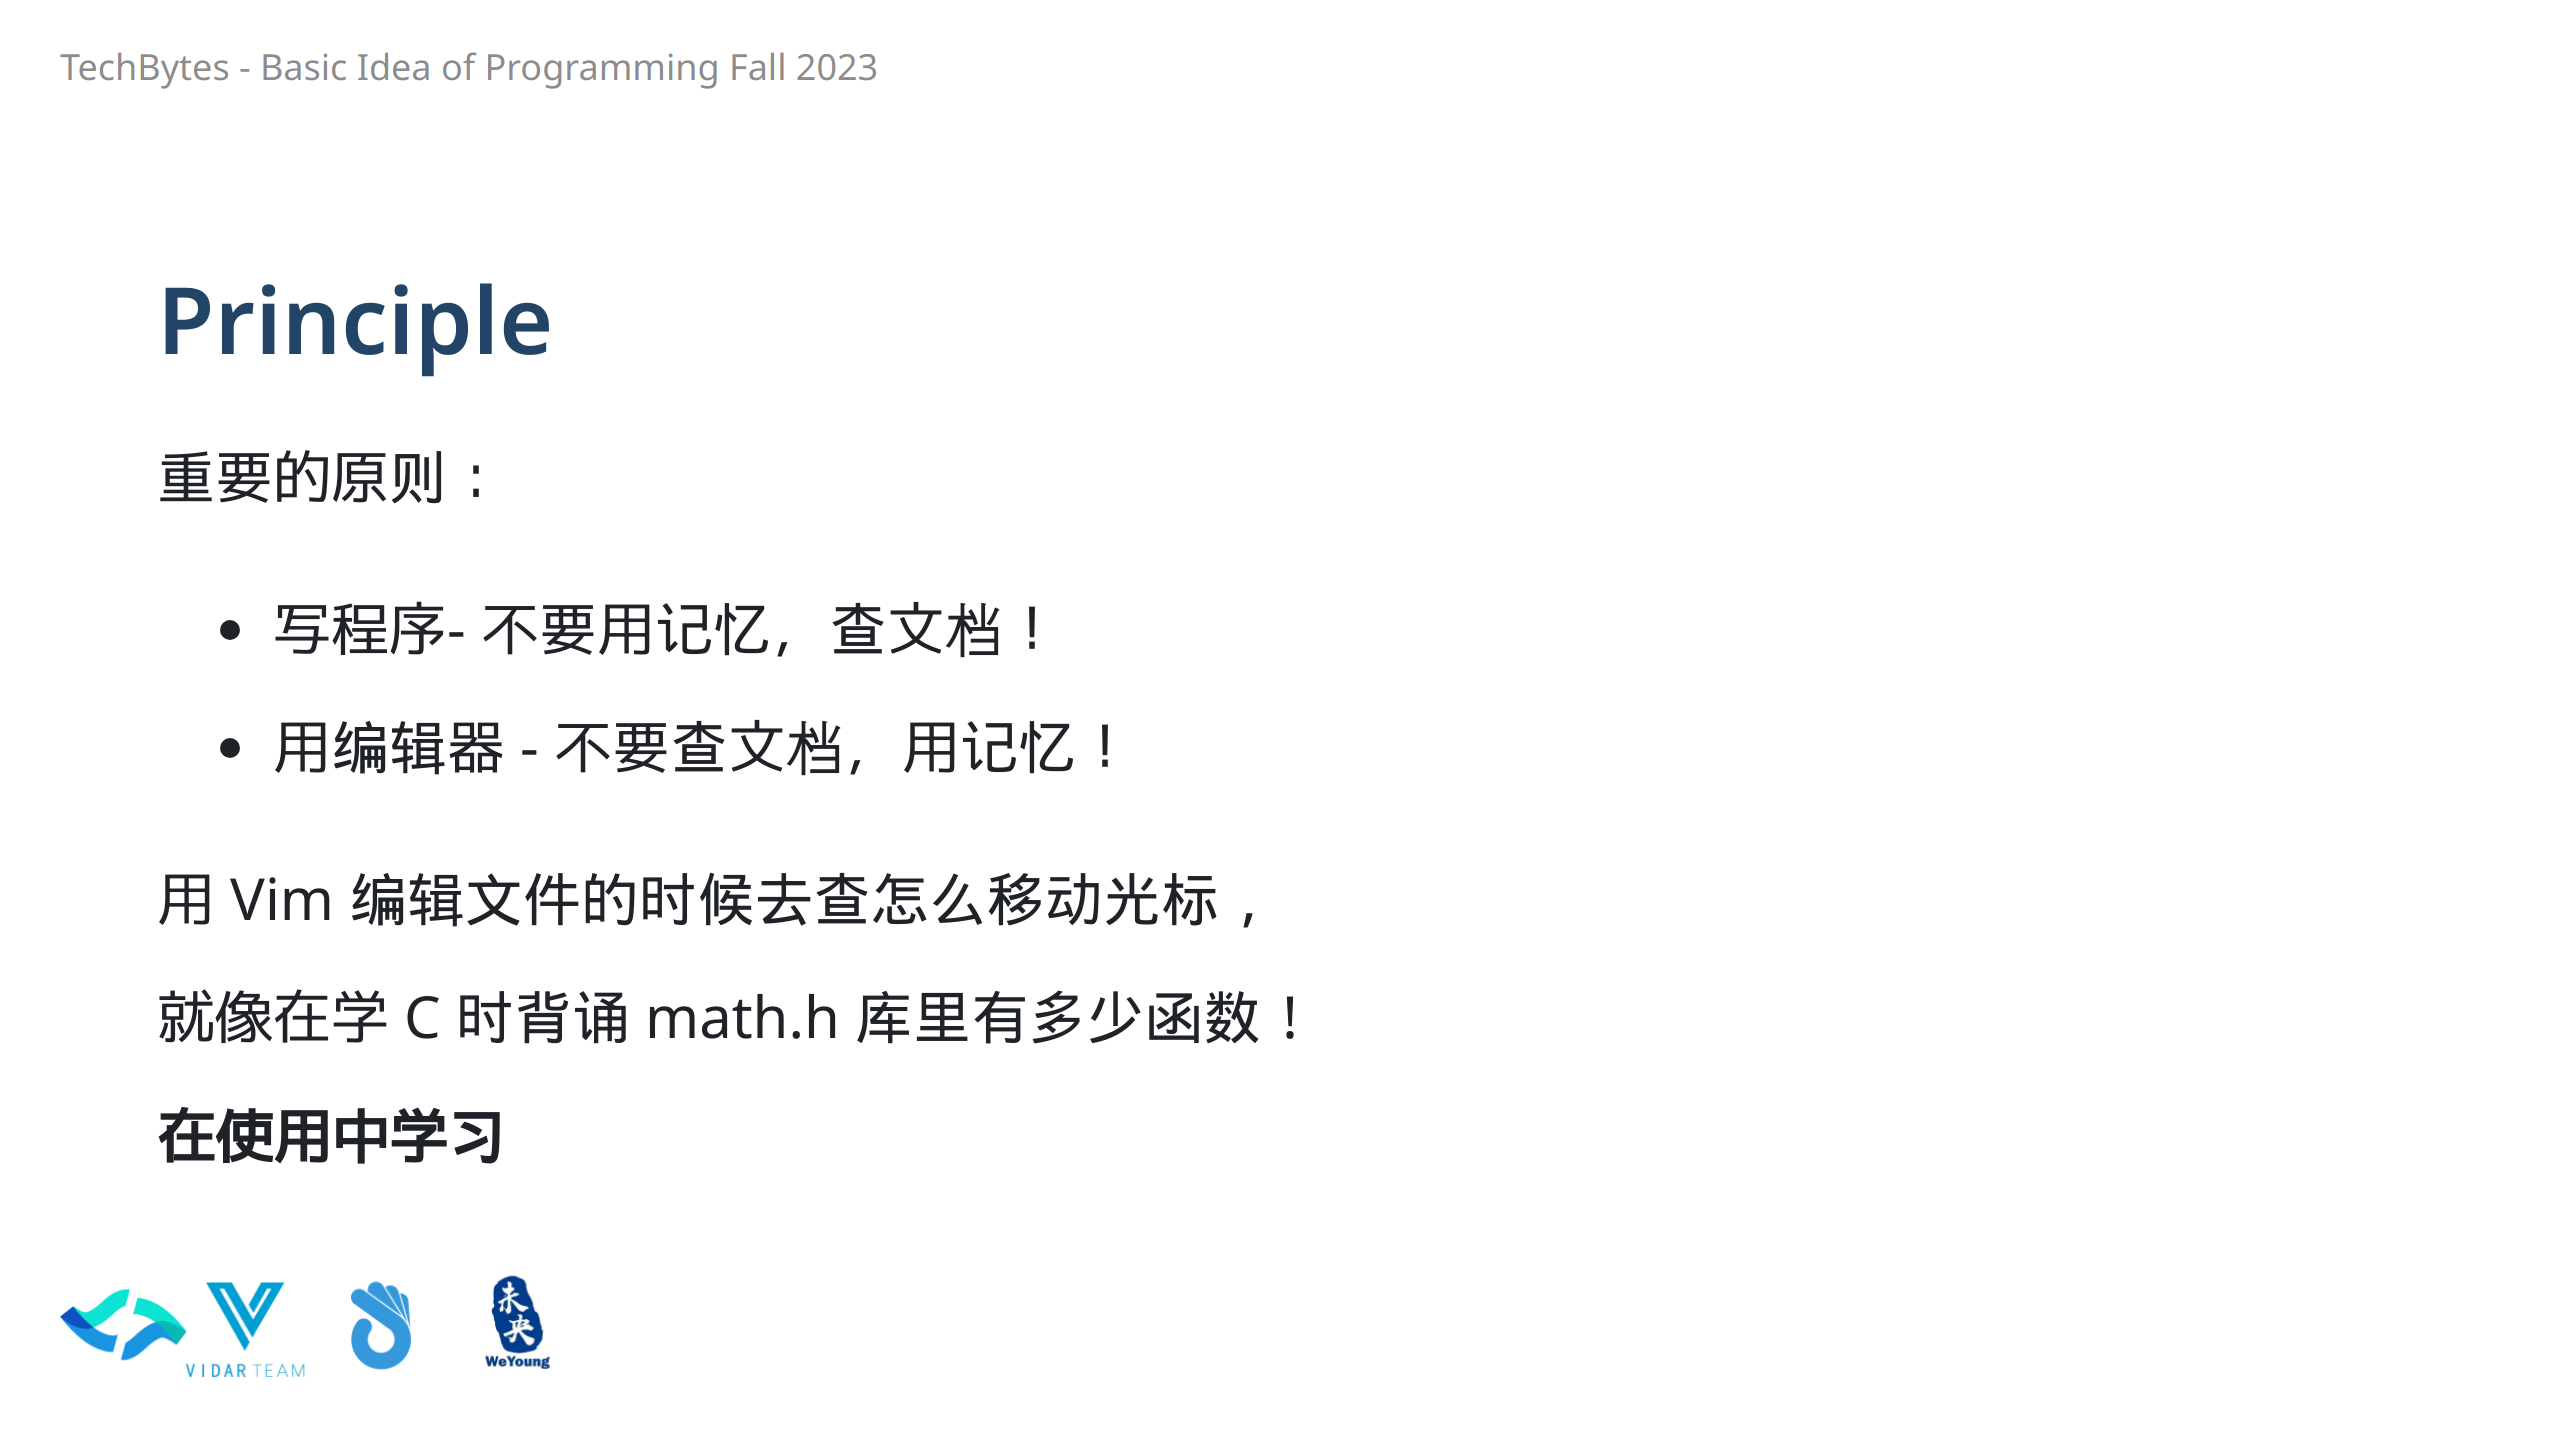 TechBytes - Basic Idea of Programming Fall 2023
Principle
重要的原则：
写程序- 不要用记忆，查文档！
用编辑器 - 不要查文档，用记忆！
用 Vim 编辑文件的时候去查怎么移动光标，
就像在学 C 时背诵 math.h 库里有多少函数！
在使用中学习
VIDAR TEAM
未央
WeYoung